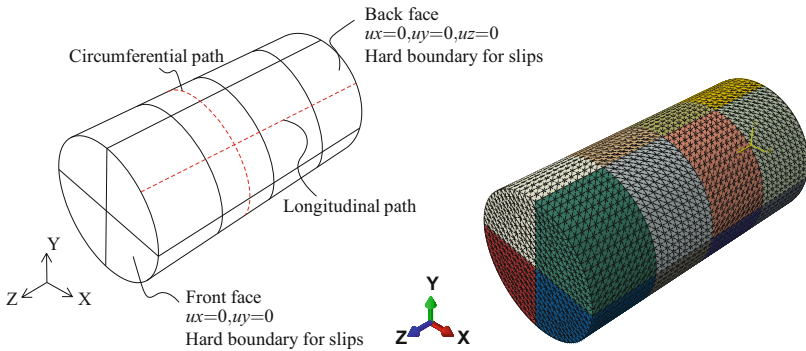 Back face
ux=0,uy=0,uz=0
Hard boundary for slips
Circumferential path
Longitudinal path
Y
Z
X
Front face
ux=0,uy=0
Hard boundary for slips
Y
Z
X